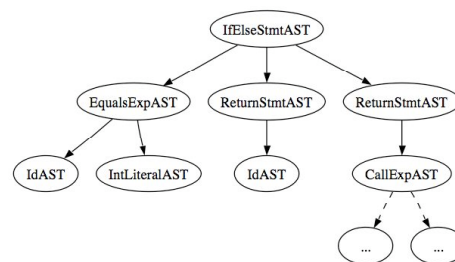 IfElseStmtAST
EqualsExpAST ReturnStmtAST ReturnStmtAST
IdAST IntLiteralAST IdAST CallExpAST
... ...